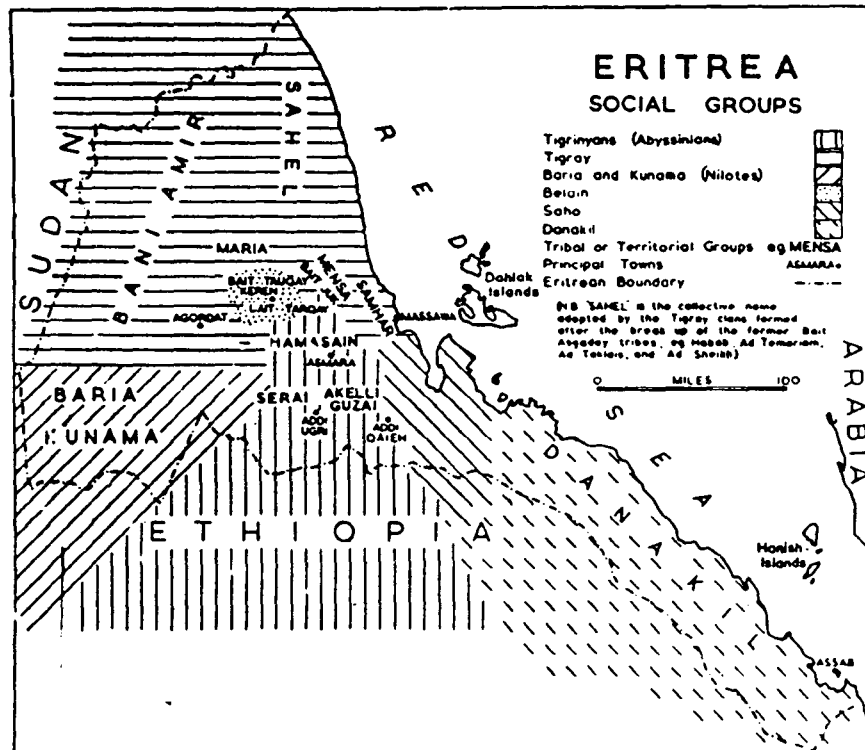 ERITREA
SOCIAL GROUPS
Tigrinyans (Abyssinians)
Tigray
Baria and Kunama (Nilotes)
Belain
Saho
Danakil
Tribal or Territorial Groups eg MENSA
Principal Towns ASMARA
Eritrean Boundary
(N.B. "SAHEL" is the collective name
adopted by the Tigray clans formed
after the break up of the former Bait
Asgaday tribes, eg Habab, Ad Temariam,
Ad Taklais, and Ad Sheikh)
0 MILES 100
SUDAN
BANI AMIR
SAHEL
RED SEA
ARABIA
MARIA
BAIT TAUQAY
KEREN
BAIT JUK
MENSA
SAMHAR
AGORDAT
MASSAWA
Dahlak
Islands
HAMASAIN
ASMARA
BARIA
KUNAMA
SERAI
AKELLI
GUZAI
ADDI
UGRI
ADDI
QAIEH
ETHIOPIA
DANAKIL
Hanish
Islands
ASSAB